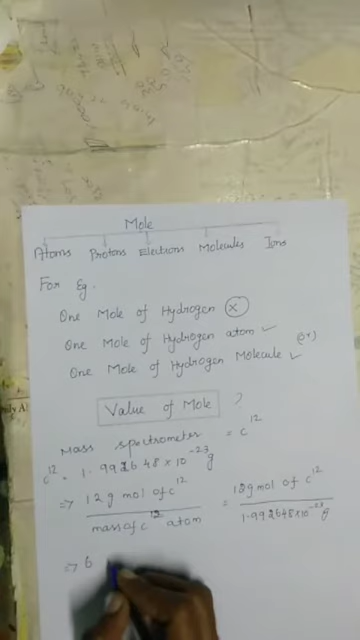 Mole
Atoms Protons Electrons Molecules Ions
For Eg.
One Mole of Hydrogen X
One Mole of Hydrogen atom ✓ (or)
One Mole of Hydrogen Molecule ✓
Value of Mole
Mass spectrometer = C¹²
C¹² = 1.992648 × 10⁻²³ g
=> 12 g mol of C¹² / mass of C¹² atom = 12 g mol of C¹² / 1.992648 × 10⁻²³ g
=> 6